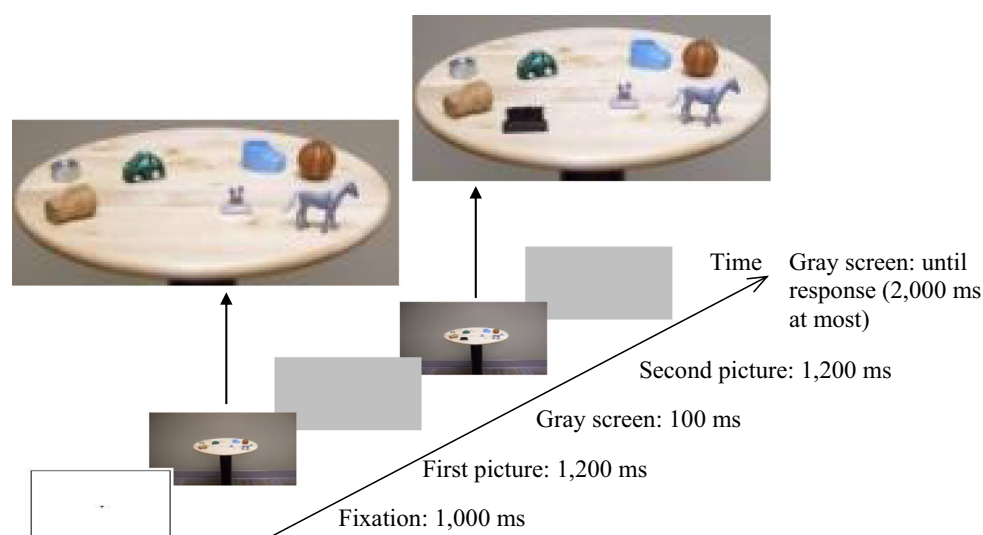 Time
Gray screen: until
response (2,000 ms
at most)
Second picture: 1,200 ms
Gray screen: 100 ms
First picture: 1,200 ms
Fixation: 1,000 ms